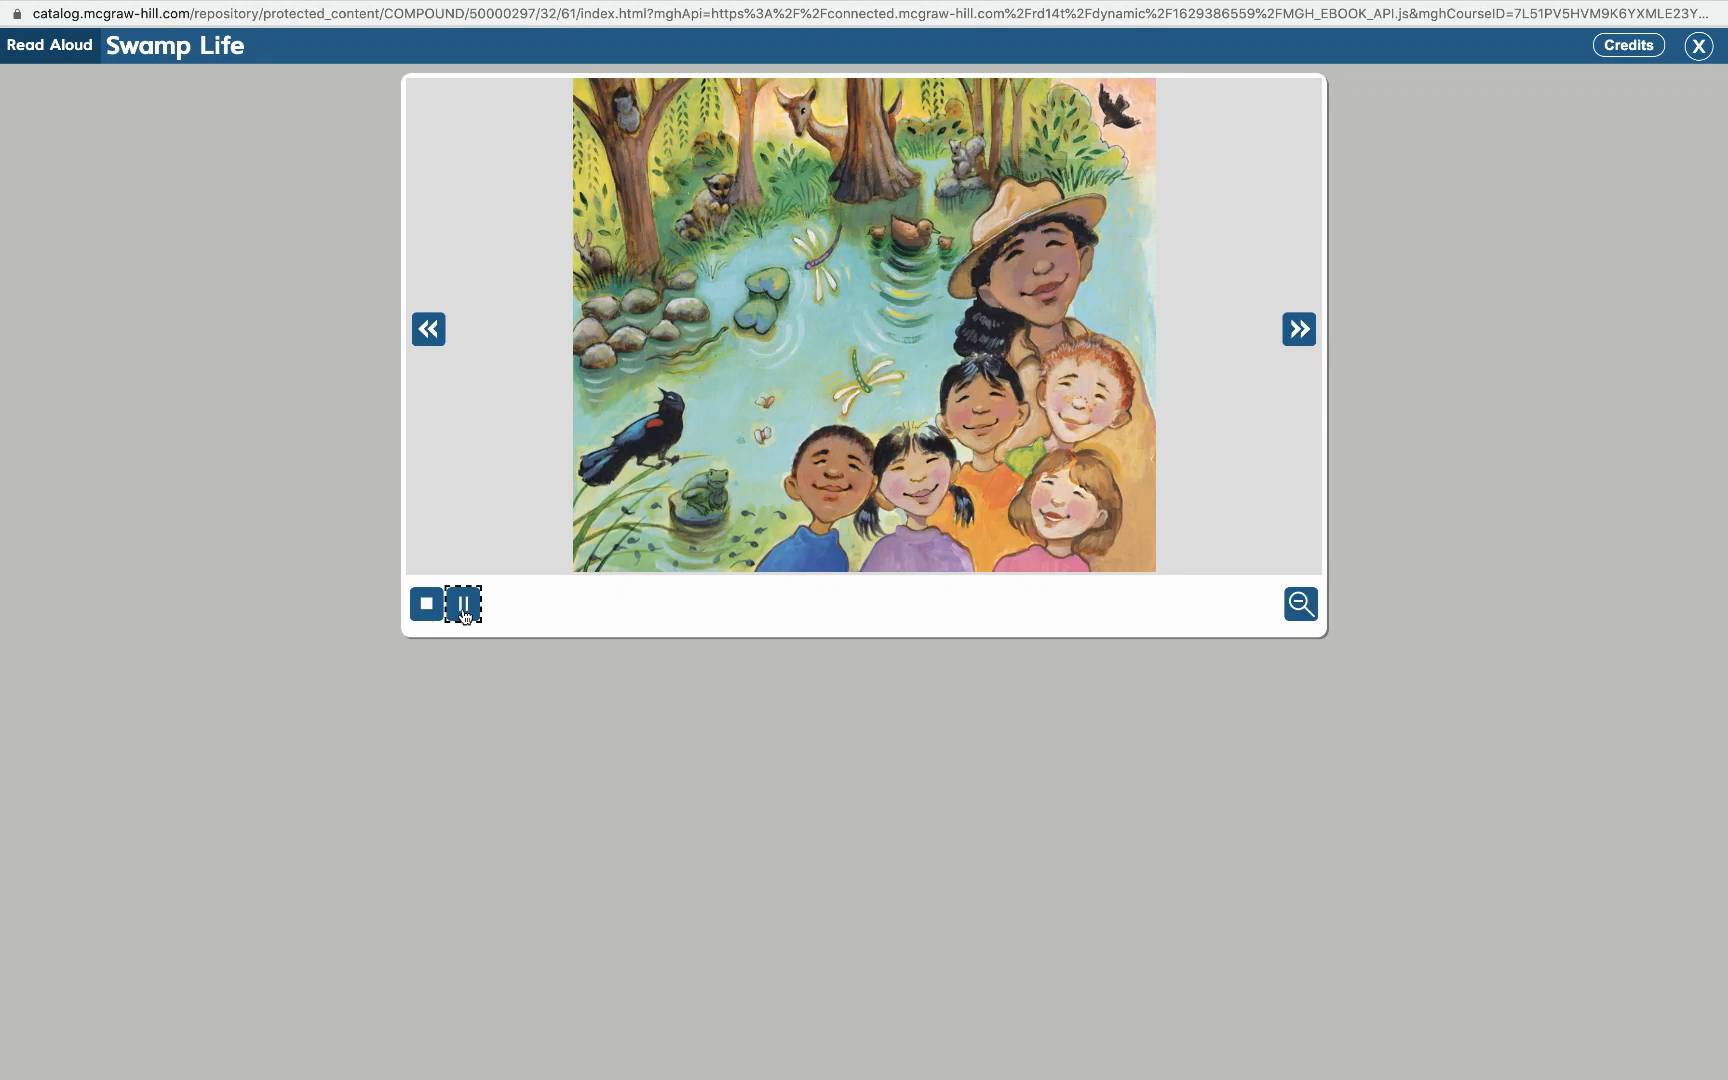 catalog.mcgraw-hill.com/repository/protected_content/COMPOUND/50000297/32/61/index.html?mghApi=https%3A%2F%2Fconnected.mcgraw-hill.com%2Frd14t%2Fdynamic%2F1629386559%2FMGH_EBOOK_API.js&mghCourseID=7L51PV5HVM9K6YXMLE23Y...
Read Aloud Swamp Life Credits X